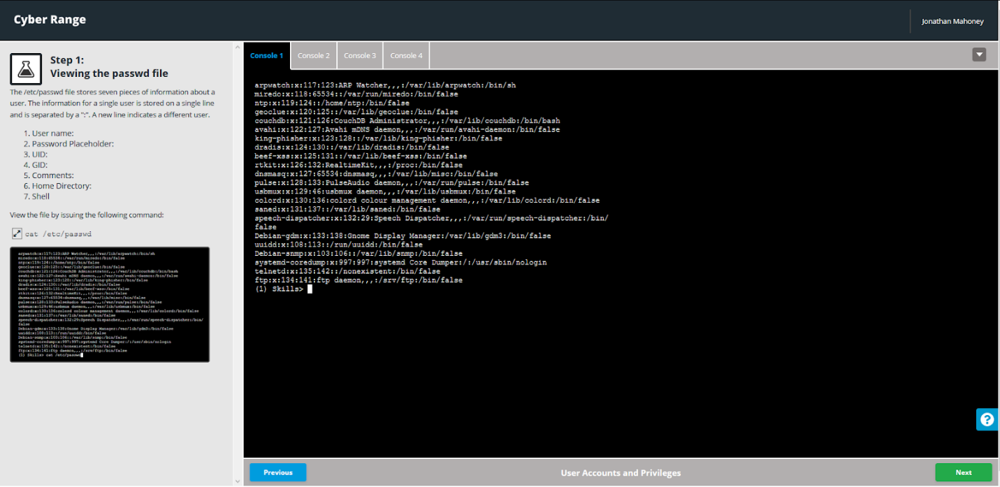 Cyber Range
Jonathan Mahoney
Step 1:
Viewing the passwd file
The /etc/passwd file stores seven pieces of information about a
user. The information for a single user is stored on a single line
and is separated by a ":". A new line indicates a different user.
1. User name:
2. Password Placeholder:
3. UID:
4. GID:
5. Comments:
6. Home Directory:
7. Shell
View the file by issuing the following command:
cat /etc/passwd
arpwatch:x:117:123:ARP Watcher,,,:/var/lib/arpwatch:/bin/sh
miredo:x:118:65534::/var/run/miredo:/bin/false
ntp:x:119:124::/home/ntp:/bin/false
geoclue:x:120:125::/var/lib/geoclue:/bin/false
couchdb:x:121:126:CouchDB Administrator,,,:/var/lib/couchdb:/bin/bash
avahi:x:122:127:Avahi mDNS daemon,,,:/var/run/avahi-daemon:/bin/false
king-phisher:x:123:128::/var/lib/king-phisher:/bin/false
dradis:x:124:130::/var/lib/dradis:/bin/false
beef-xss:x:125:131::/var/lib/beef-xss:/bin/false
rtkit:x:126:132:RealtimeKit,,,:/proc:/bin/false
dnsmasq:x:127:65534:dnsmasq,,,:/var/lib/misc:/bin/false
pulse:x:128:133:PulseAudio daemon,,,:/var/run/pulse:/bin/false
usbmux:x:129:46:usbmux daemon,,,:/var/lib/usbmux:/bin/false
colord:x:130:136:colord colour management daemon,,,:/var/lib/colord:/bin/false
saned:x:131:137::/var/lib/saned:/bin/false
speech-dispatcher:x:132:29:Speech Dispatcher,,,:/var/run/speech-dispatcher:/bin/
false
Debian-gdm:x:133:138:Gnome Display Manager:/var/lib/gdm3:/bin/false
uuidd:x:108:113::/run/uuidd:/bin/false
Debian-snmp:x:103:106::/var/lib/snmp:/bin/false
systemd-coredump:x:997:997:systemd Core Dumper:/:/usr/sbin/nologin
telnetd:x:135:142::/nonexistent:/bin/false
ftp:x:134:141:ftp daemon,,,:/srv/ftp:/bin/false
(1) Skills> cat /etc/passwd
Console 1
Console 2
Console 3
Console 4
arpwatch:x:117:123:ARP Watcher,,,:/var/lib/arpwatch:/bin/sh
miredo:x:118:65534::/var/run/miredo:/bin/false
ntp:x:119:124::/home/ntp:/bin/false
geoclue:x:120:125::/var/lib/geoclue:/bin/false
couchdb:x:121:126:CouchDB Administrator,,,:/var/lib/couchdb:/bin/bash
avahi:x:122:127:Avahi mDNS daemon,,,:/var/run/avahi-daemon:/bin/false
king-phisher:x:123:128::/var/lib/king-phisher:/bin/false
dradis:x:124:130::/var/lib/dradis:/bin/false
beef-xss:x:125:131::/var/lib/beef-xss:/bin/false
rtkit:x:126:132:RealtimeKit,,,:/proc:/bin/false
dnsmasq:x:127:65534:dnsmasq,,,:/var/lib/misc:/bin/false
pulse:x:128:133:PulseAudio daemon,,,:/var/run/pulse:/bin/false
usbmux:x:129:46:usbmux daemon,,,:/var/lib/usbmux:/bin/false
colord:x:130:136:colord colour management daemon,,,:/var/lib/colord:/bin/false
saned:x:131:137::/var/lib/saned:/bin/false
speech-dispatcher:x:132:29:Speech Dispatcher,,,:/var/run/speech-dispatcher:/bin/
false
Debian-gdm:x:133:138:Gnome Display Manager:/var/lib/gdm3:/bin/false
uuidd:x:108:113::/run/uuidd:/bin/false
Debian-snmp:x:103:106::/var/lib/snmp:/bin/false
systemd-coredump:x:997:997:systemd Core Dumper:/:/usr/sbin/nologin
telnetd:x:135:142::/nonexistent:/bin/false
ftp:x:134:141:ftp daemon,,,:/srv/ftp:/bin/false
(1) Skills>
?
Previous
User Accounts and Privileges
Next